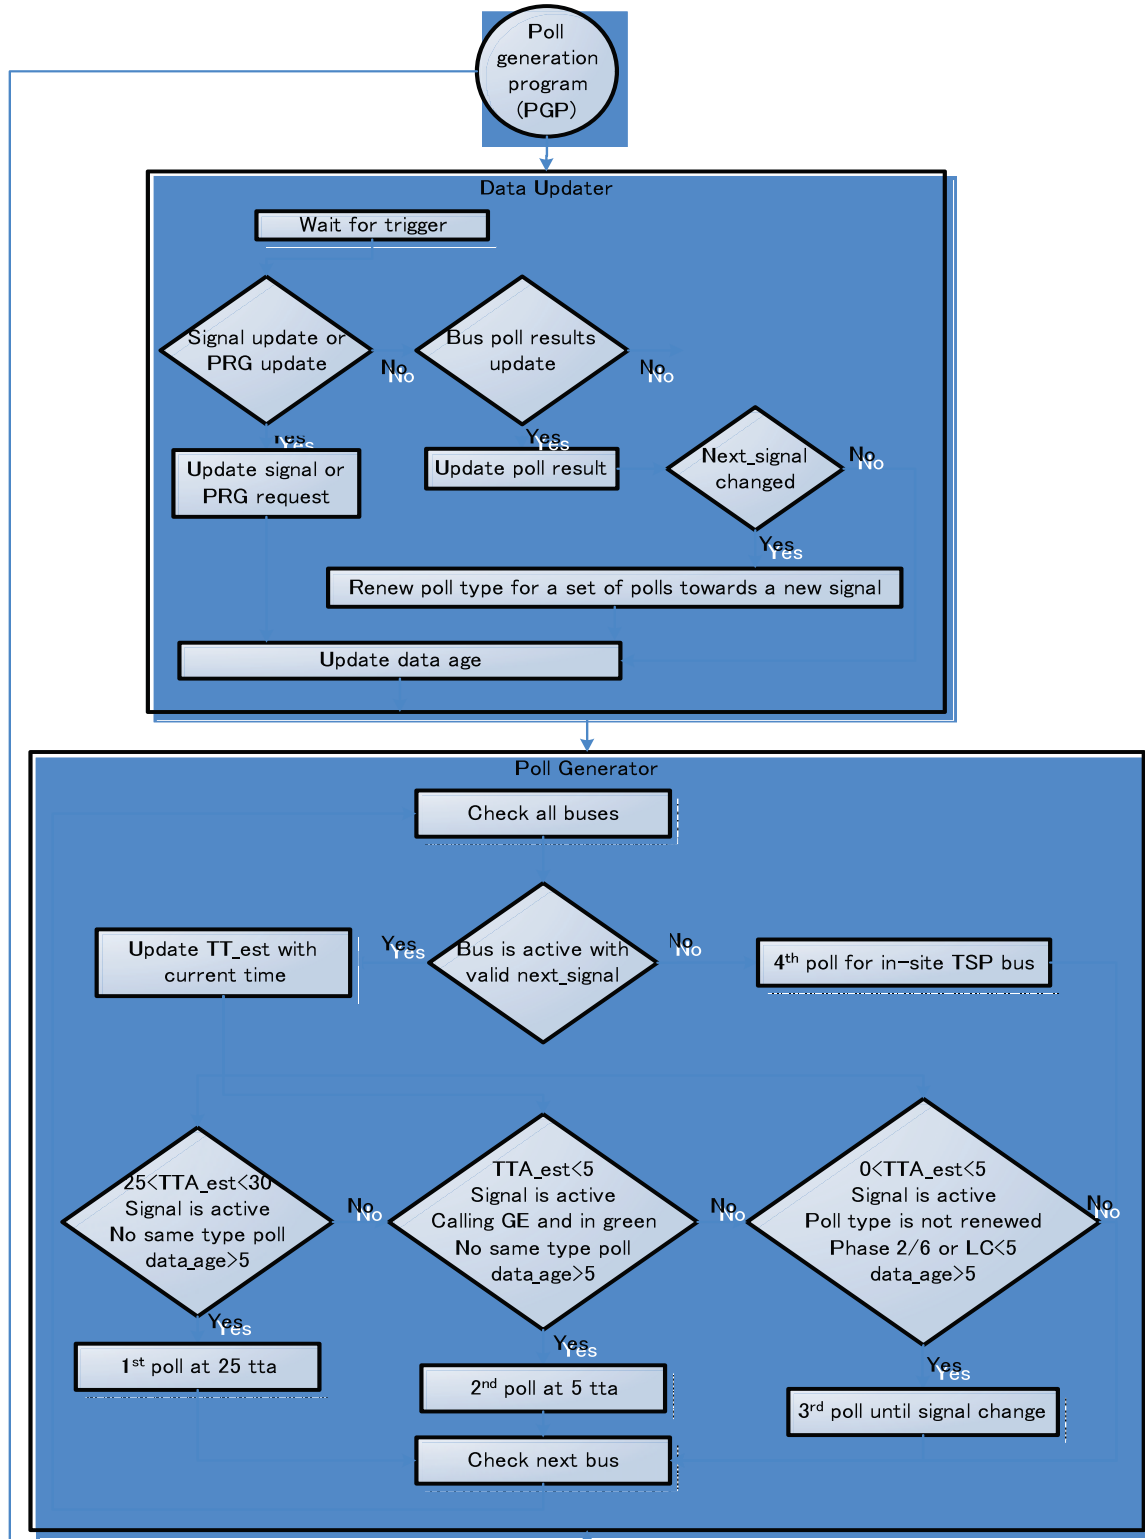 Poll
generation
program
(PGP)
Data Updater
Wait for trigger
Signal update or
PRG update
No
Bus poll results
update
No
Yes
Update signal or
PRG request
Yes
Update poll result
Next_signal
changed
No
Yes
Renew poll type for a set of polls towards a new signal
Update data age
Poll Generator
Check all buses
Update TT_est with
current time
Yes
Bus is active with
valid next_signal
No
4th poll for in-site TSP bus
25<TTA_est<30
Signal is active
No same type poll
data_age>5
No
TTA_est<5
Signal is active
Calling GE and in green
No same type poll
data_age>5
No
0<TTA_est<5
Signal is active
Poll type is not renewed
Phase 2/6 or LC<5
data_age>5
No
Yes
1st poll at 25 tta
Yes
2nd poll at 5 tta
Yes
3rd poll until signal change
Check next bus